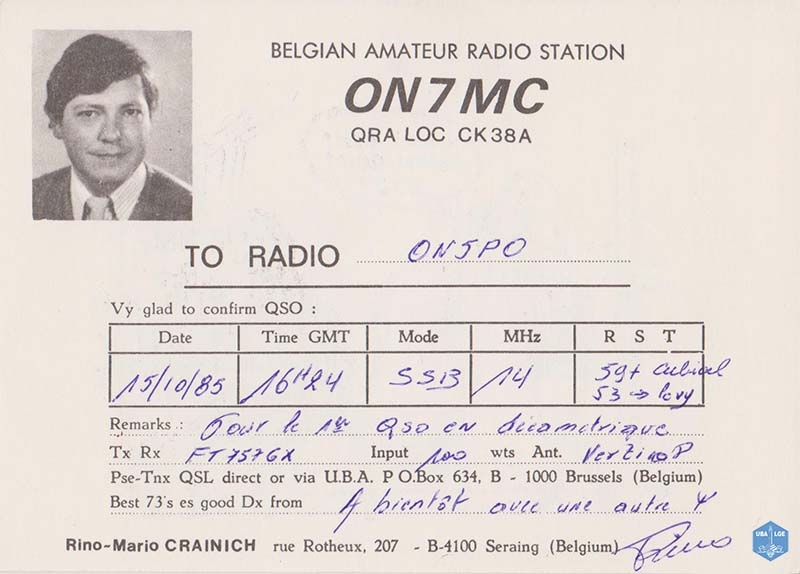 BELGIAN AMATEUR RADIO STATION
ON7MC
QRA LOC CK38A
TO RADIO ON5PO
Vy glad to confirm QSO :
Date Time GMT Mode MHz R S T
15/10/85 16H24 SSB 14 59+ cubical
53 →
Remarks : Pour le 1er QSO en décamétrique
Tx Rx FT757GX Input 100 wts Ant.
Pse-Tnx QSL direct or via U.B.A. P O.Box 634, B - 1000 Brussels (Belgium)
Best 73's es good Dx from A bientôt avec une autre
Rino-Mario CRAINICH rue Rotheux, 207 - B-4100 Seraing (Belgium) Rino
UBA LGE